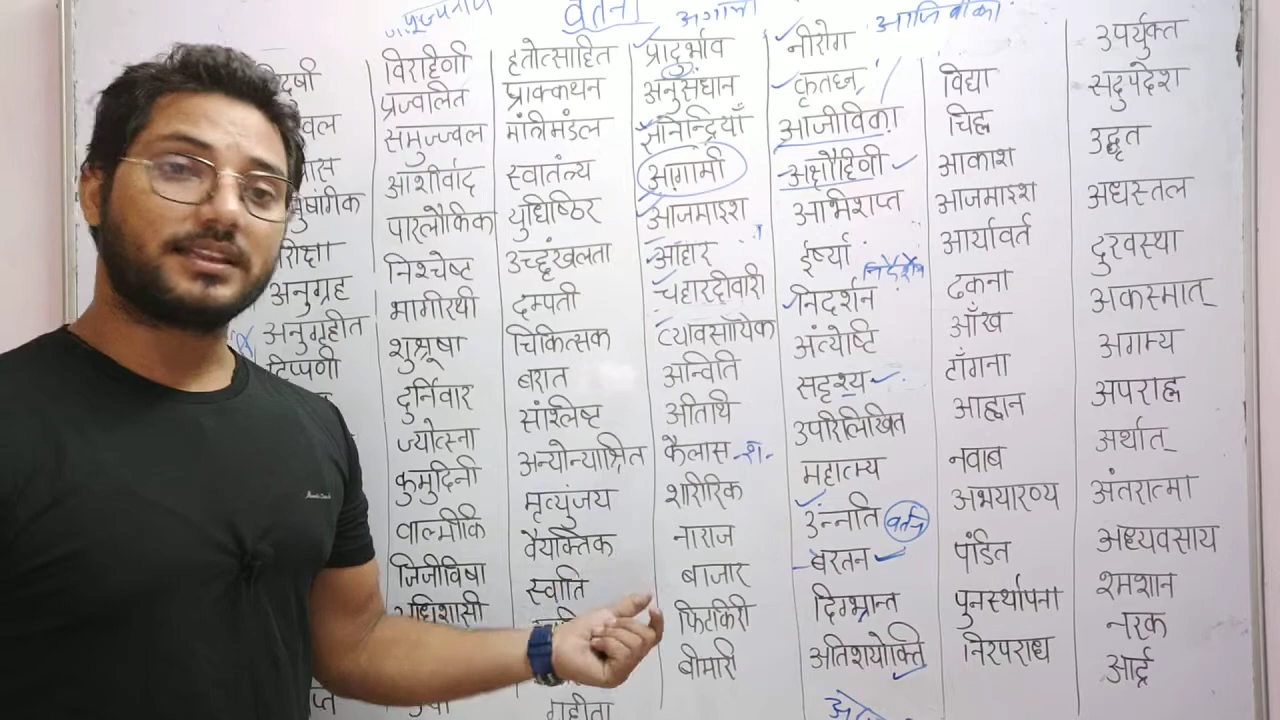 वर्तनी
आजिविका
विरहिणी
प्रज्वलित
समुज्ज्वल
आशीर्वाद
पारलौकिक
निश्चेष्ट
भागीरथी
शुश्रूषा
दुर्निवार
ज्योत्स्ना
कुमुदिनी
वाल्मीकि
जिजीविषा
अनुग्रह
अनुगृहीत
टिप्पणी
हतोत्साहित
प्राक्कथन
मंत्रिमंडल
स्वातंत्र्य
युधिष्ठिर
उच्छृंखलता
दम्पती
चिकित्सक
बरात
संश्लिष्ट
अन्योन्याश्रित
मृत्युंजय
वैयक्तिक
स्वाति
गृहीता
प्रादुर्भाव
अनुसंधान
आगामी
आजमाइश
आहार
चहारदीवारी
व्यावसायिक
अन्विति
अतिथि
कैलास -श-
शारीरिक
नाराज
बाजार
फिटकिरी
बीमारी
नीरोग
कृतघ्न
आजीविका
अक्षौहिणी
अभिशप्त
ईर्ष्या
निदर्शन
अंत्येष्टि
सदृश्य
उपरिलिखित
महात्म्य
उन्नति
बरतन
दिग्भ्रान्त
अतिशयोक्ति
विद्या
चिह्न
आकाश
आजमाइश
आर्यावर्त
ढकना
आँख
टाँगना
आह्वान
नवाब
अभयारण्य
पंडित
पुनर्स्थापना
निरपराध
उपर्युक्त
सदुपदेश
उद्धृत
अधस्तल
दुरवस्था
अकस्मात्
अगम्य
अपराह्न
अर्थात्
अंतरात्मा
अध्यवसाय
श्मशान
नरक
आर्द्र